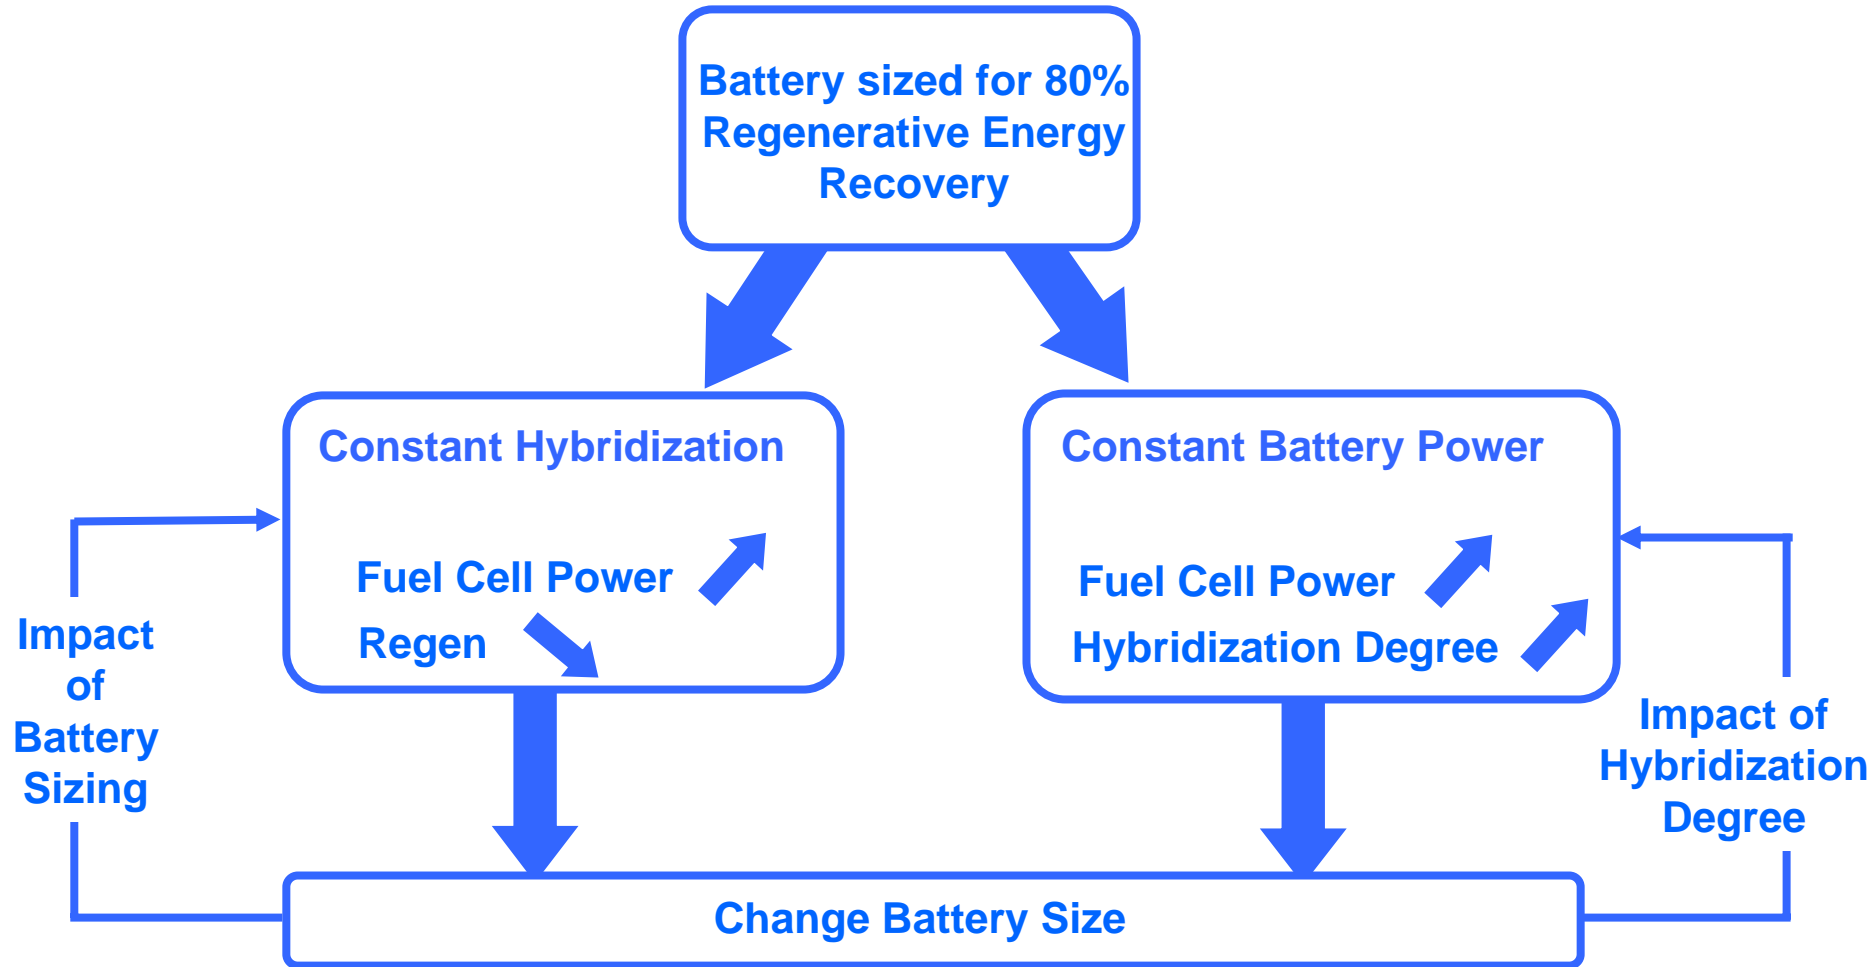 Battery sized for 80%
Regenerative Energy
Recovery
Constant Hybridization
Fuel Cell Power
Regen
Constant Battery Power
Fuel Cell Power
Hybridization Degree
Impact
of
Battery
Sizing
Impact of
Hybridization
Degree
Change Battery Size